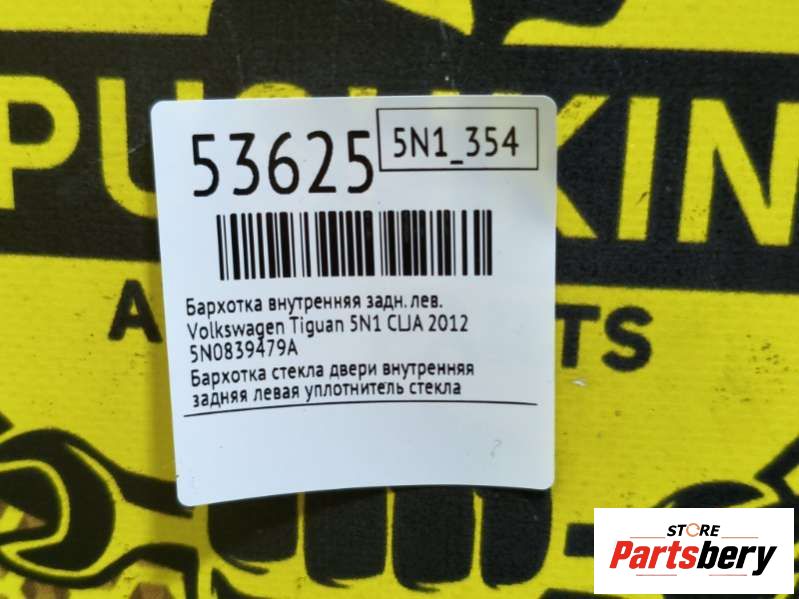 PUSHKIN
53625
5N1_354
Бархотка внутренняя задн. лев.
Volkswagen Tiguan 5N1 CLJA 2012
5N0839479A
Бархотка стекла двери внутренняя
задняя левая уплотнитель стекла
STORE
Partsbery